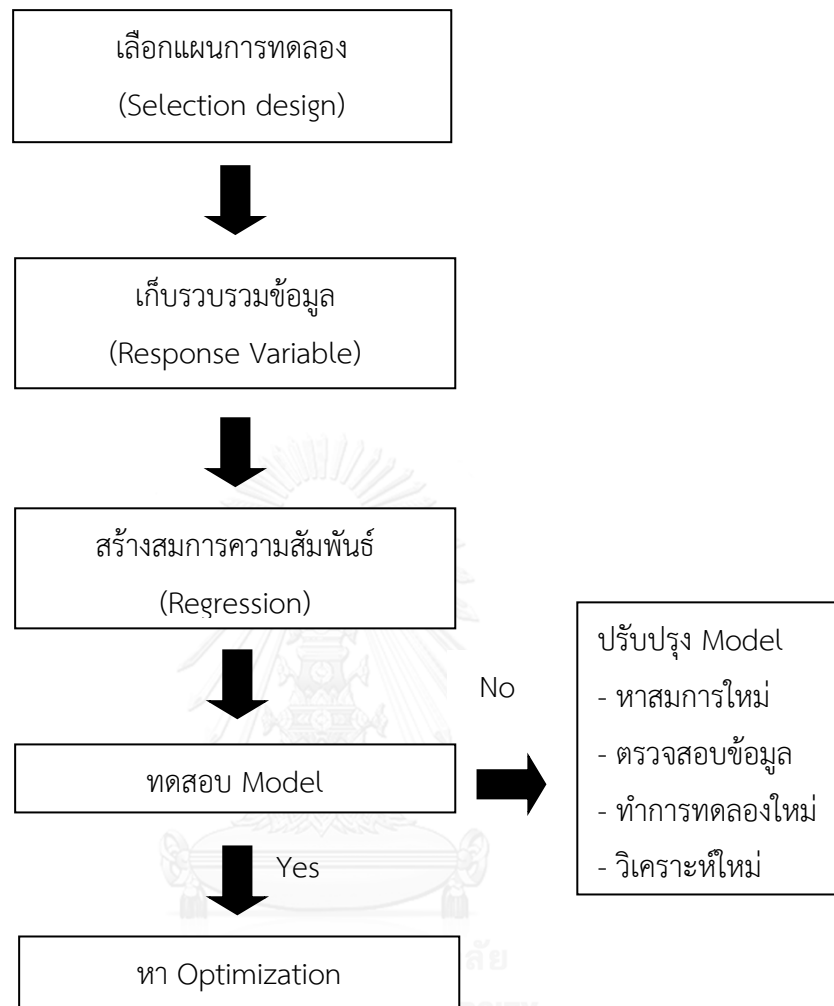 เลือกแผนการทดลอง
(Selection design)
เก็บรวบรวมข้อมูล
(Response Variable)
สร้างสมการความสัมพันธ์
(Regression)
No
ปรับปรุง Model
- หาสมการใหม่
- ตรวจสอบข้อมูล
- ทำการทดลองใหม่
- วิเคราะห์ใหม่
ทดสอบ Model
Yes
หา Optimization
ลัย